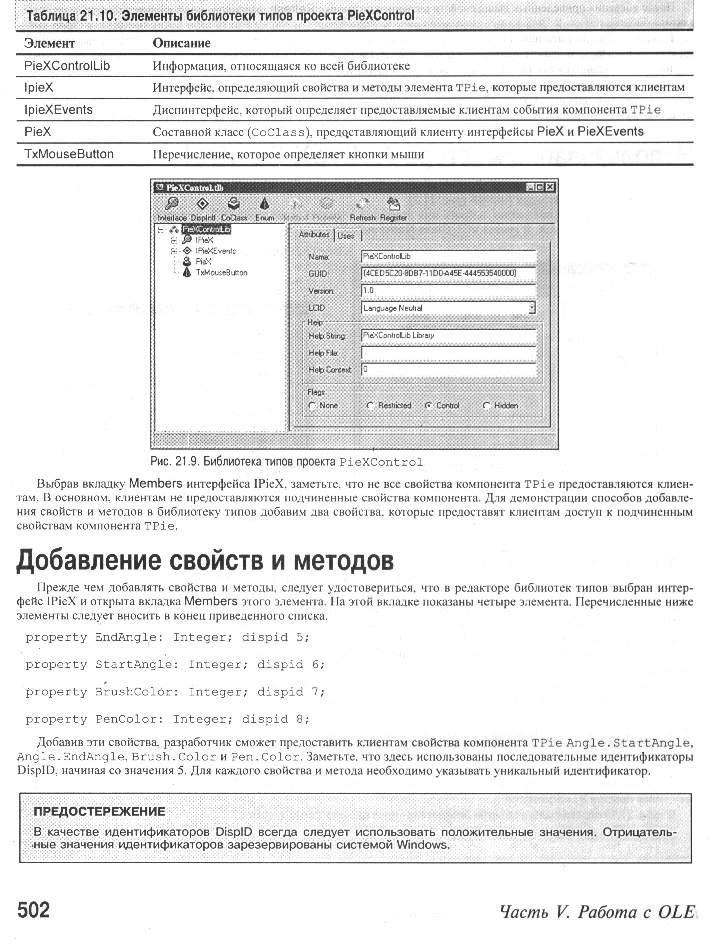 Таблица 21.10. Элементы библиотеки типов проекта PieXControl
Элемент Описание
PieXControlLib Информация, относящаяся ко всей библиотеке
IpieX Интерфейс, определяющий свойства и методы элемента TPie, которые предоставляются клиентам
IpieXEvents Диспинтерфейс, который определяет предоставляемые клиентам события компонента TPie
PieX Составной класс (CoClass), предоставляющий клиенту интерфейсы PieX и PieXEvents
TxMouseButton Перечисление, которое определяет кнопки мыши
PieXControl.tlb
Interface Dispintf CoClass Enum Method Property Refresh Register
PieXControlLib
IPieX
IPieXEvents
PieX
TxMouseButton
Attributes Uses
Name: PieXControlLib
GUID: {4CED5C20-8DB7-11D0-A45E-444553540000}
Version: 1.0
LCID: Language Neutral
Help
Help String: PieXControlLib Library
Help File:
Help Context: 0
Flags
None Restricted Control Hidden
Рис. 21.9. Библиотека типов проекта PieXControl
Выбрав вкладку Members интерфейса IPieX, заметьте, что не все свойства компонента TPie предоставляются клиен-
там. В основном, клиентам не предоставляются подчиненные свойства компонента. Для демонстрации способов добавле-
ния свойств и методов в библиотеку типов добавим два свойства, которые предоставят клиентам доступ к подчиненным
свойствам компонента TPie.
Добавление свойств и методов
Прежде чем добавлять свойства и методы, следует удостовериться, что в редакторе библиотек типов выбран интер-
фейс IPieX и открыта вкладка Members этого элемента. На этой вкладке показаны четыре элемента. Перечисленные ниже
элементы следует вносить в конец приведенного списка.
property EndAngle: Integer; dispid 5;
property StartAngle: Integer; dispid 6;
property BrushColor: Integer; dispid 7;
property PenColor: Integer; dispid 8;
Добавив эти свойства, разработчик сможет предоставить клиентам свойства компонента TPie Angle.StartAngle,
Angle.EndAngle, Brush.Color и Pen.Color. Заметьте, что здесь использованы последовательные идентификаторы
DispID, начиная со значения 5. Для каждого свойства и метода необходимо указывать уникальный идентификатор.
ПРЕДОСТЕРЕЖЕНИЕ
В качестве идентификаторов DispID всегда следует использовать положительные значения. Отрицатель-
ные значения идентификаторов зарезервированы системой Windows.
502 Часть V. Работа с OLE